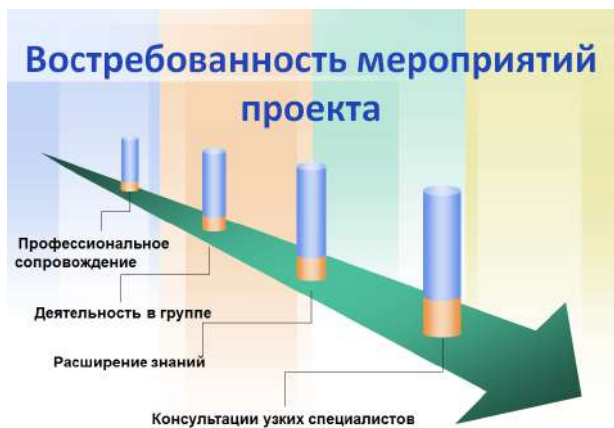 Востребованность мероприятий
проекта
Профессиональное
сопровождение
Деятельность в группе
Расширение знаний
Консультации узких специалистов